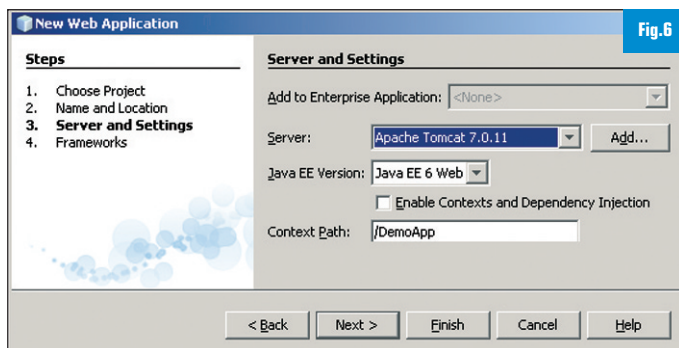 New Web Application
Fig.6
Steps
1. Choose Project
2. Name and Location
3. Server and Settings
4. Frameworks
Server and Settings
Add to Enterprise Application: <None>
Server: Apache Tomcat 7.0.11 Add...
Java EE Version: Java EE 6 Web
Enable Contexts and Dependency Injection
Context Path: /DemoApp
< Back Next > Finish Cancel Help